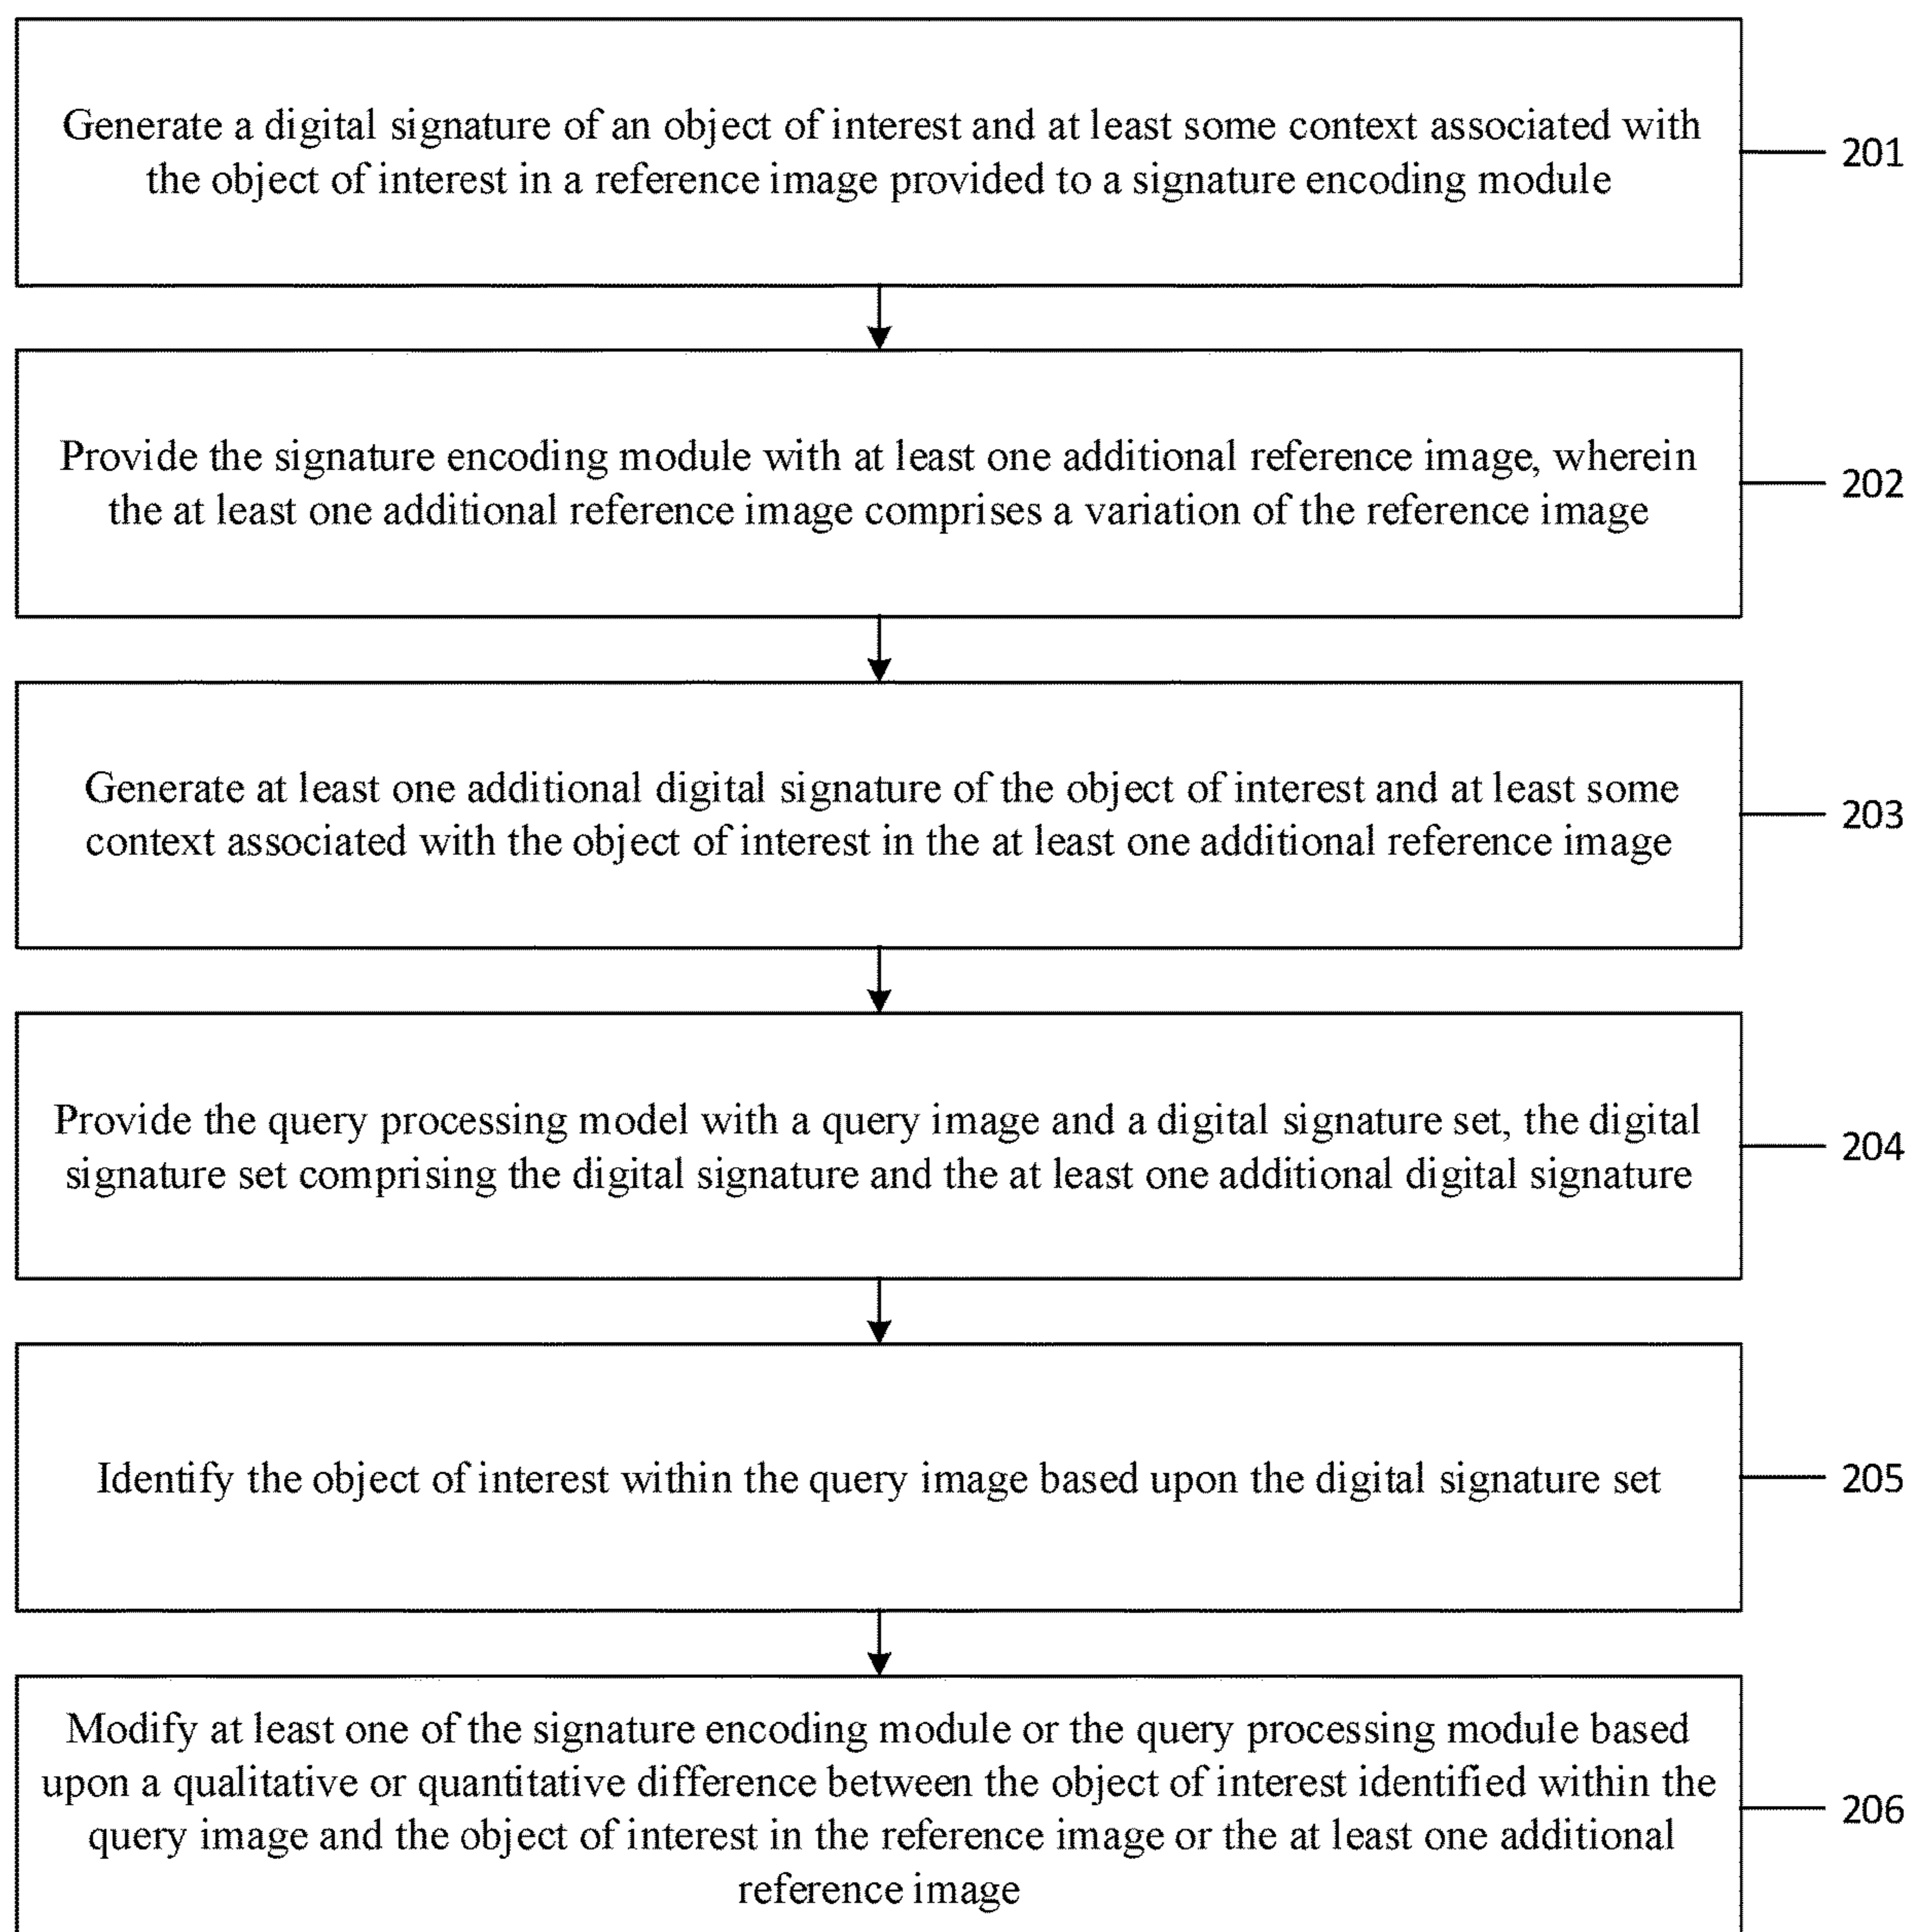 Generate a digital signature of an object of interest and at least some context associated with
the object of interest in a reference image provided to a signature encoding module
201
Provide the signature encoding module with at least one additional reference image, wherein
the at least one additional reference image comprises a variation of the reference image
202
Generate at least one additional digital signature of the object of interest and at least some
context associated with the object of interest in the at least one additional reference image
203
Provide the query processing model with a query image and a digital signature set, the digital
signature set comprising the digital signature and the at least one additional digital signature
204
Identify the object of interest within the query image based upon the digital signature set
205
Modify at least one of the signature encoding module or the query processing module based
upon a qualitative or quantitative difference between the object of interest identified within the
query image and the object of interest in the reference image or the at least one additional
reference image
206